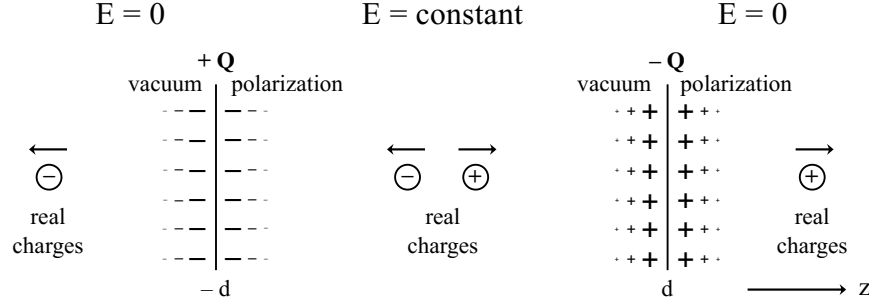 E = 0
E = constant
E = 0
+ Q
− Q
vacuum
polarization
vacuum
polarization
−
− +
+
real
charges
real
charges
real
charges
− d
d
z